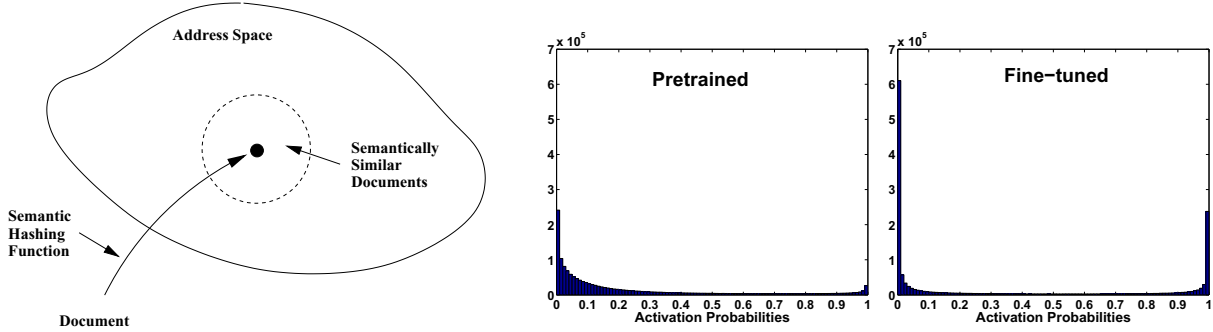 Address Space
Semantically
Similar
Documents
Semantic
Hashing
Function
Document
x 10^5
Pretrained
7
6
5
4
3
2
1
0
0 0.1 0.2 0.3 0.4 0.5 0.6 0.7 0.8 0.9 1
Activation Probabilities
x 10^5
Fine−tuned
7
6
5
4
3
2
1
0
0 0.1 0.2 0.3 0.4 0.5 0.6 0.7 0.8 0.9 1
Activation Probabilities